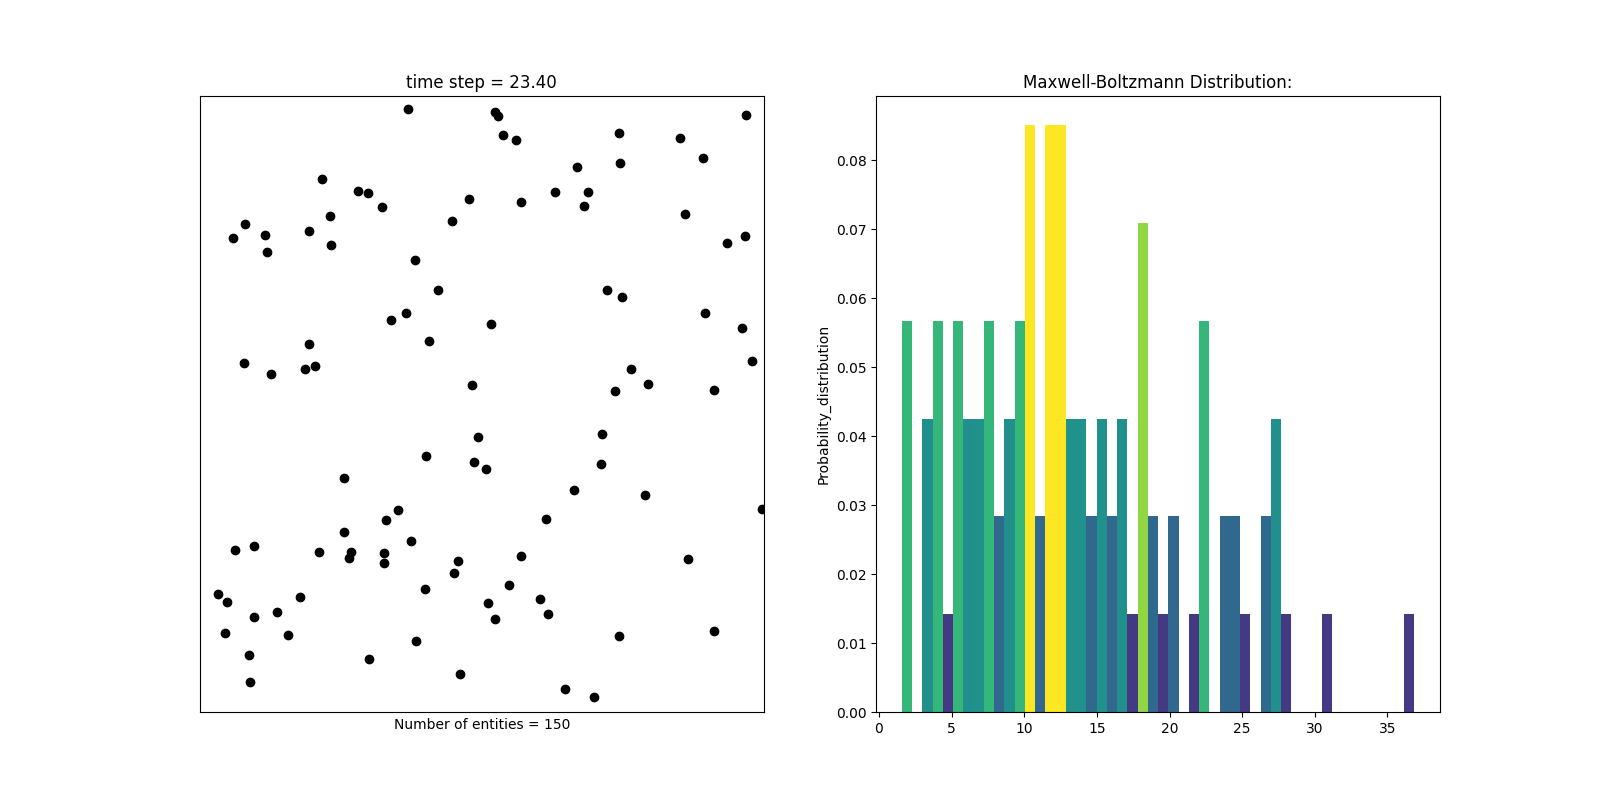 time step = 23.40
Number of entities = 150
Maxwell-Boltzmann Distribution:
Probability_distribution
0.08
0.07
0.06
0.05
0.04
0.03
0.02
0.01
0.00
0 5 10 15 20 25 30 35